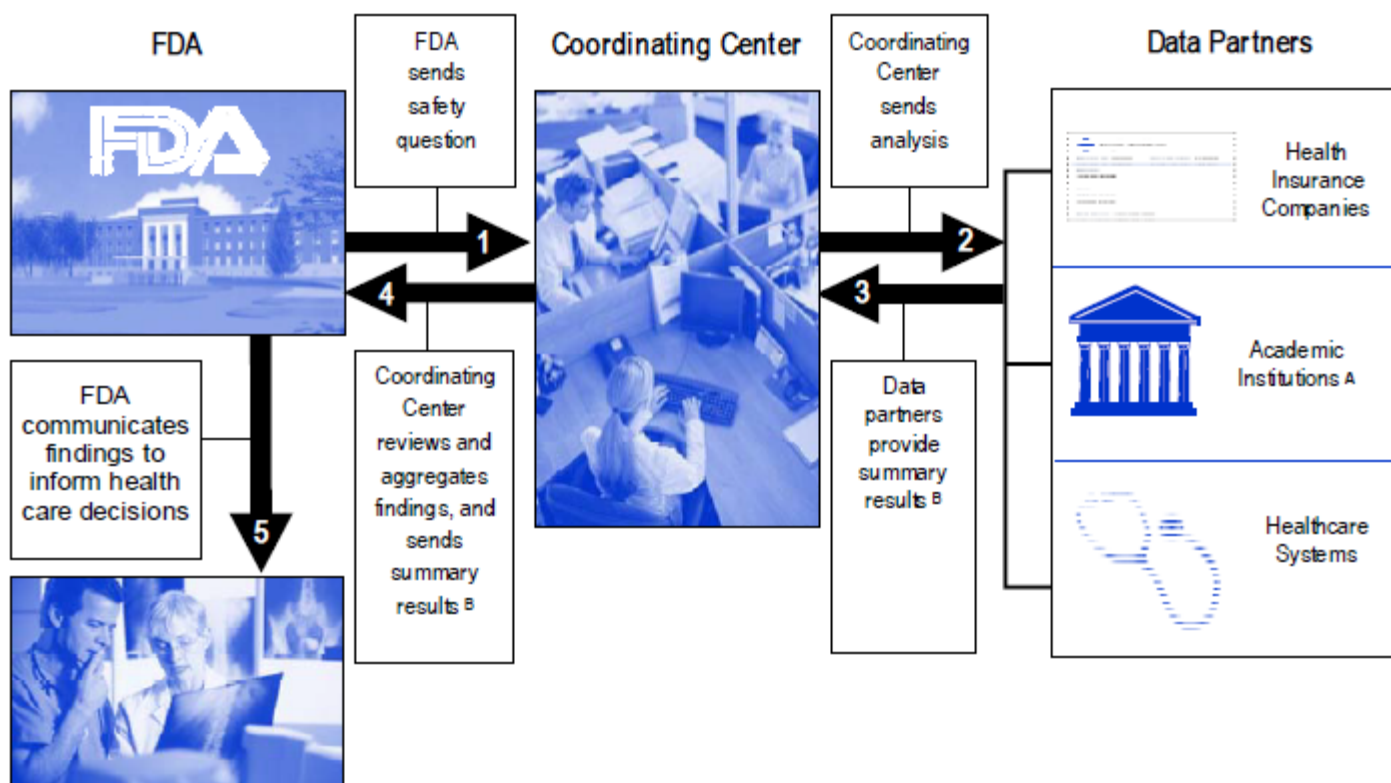 FDA
FDA
sends
safety
question
Coordinating Center
Coordinating
Center
sends
analysis
Data Partners
FDA
Health
Insurance
Companies
1
2
4
3
Academic
Institutions A
FDA
communicates
findings to
inform health
care decisions
Coordinating
Center
reviews and
aggregates
findings, and
sends
summary
results B
Data
partners
provide
summary
results B
5
Healthcare
Systems